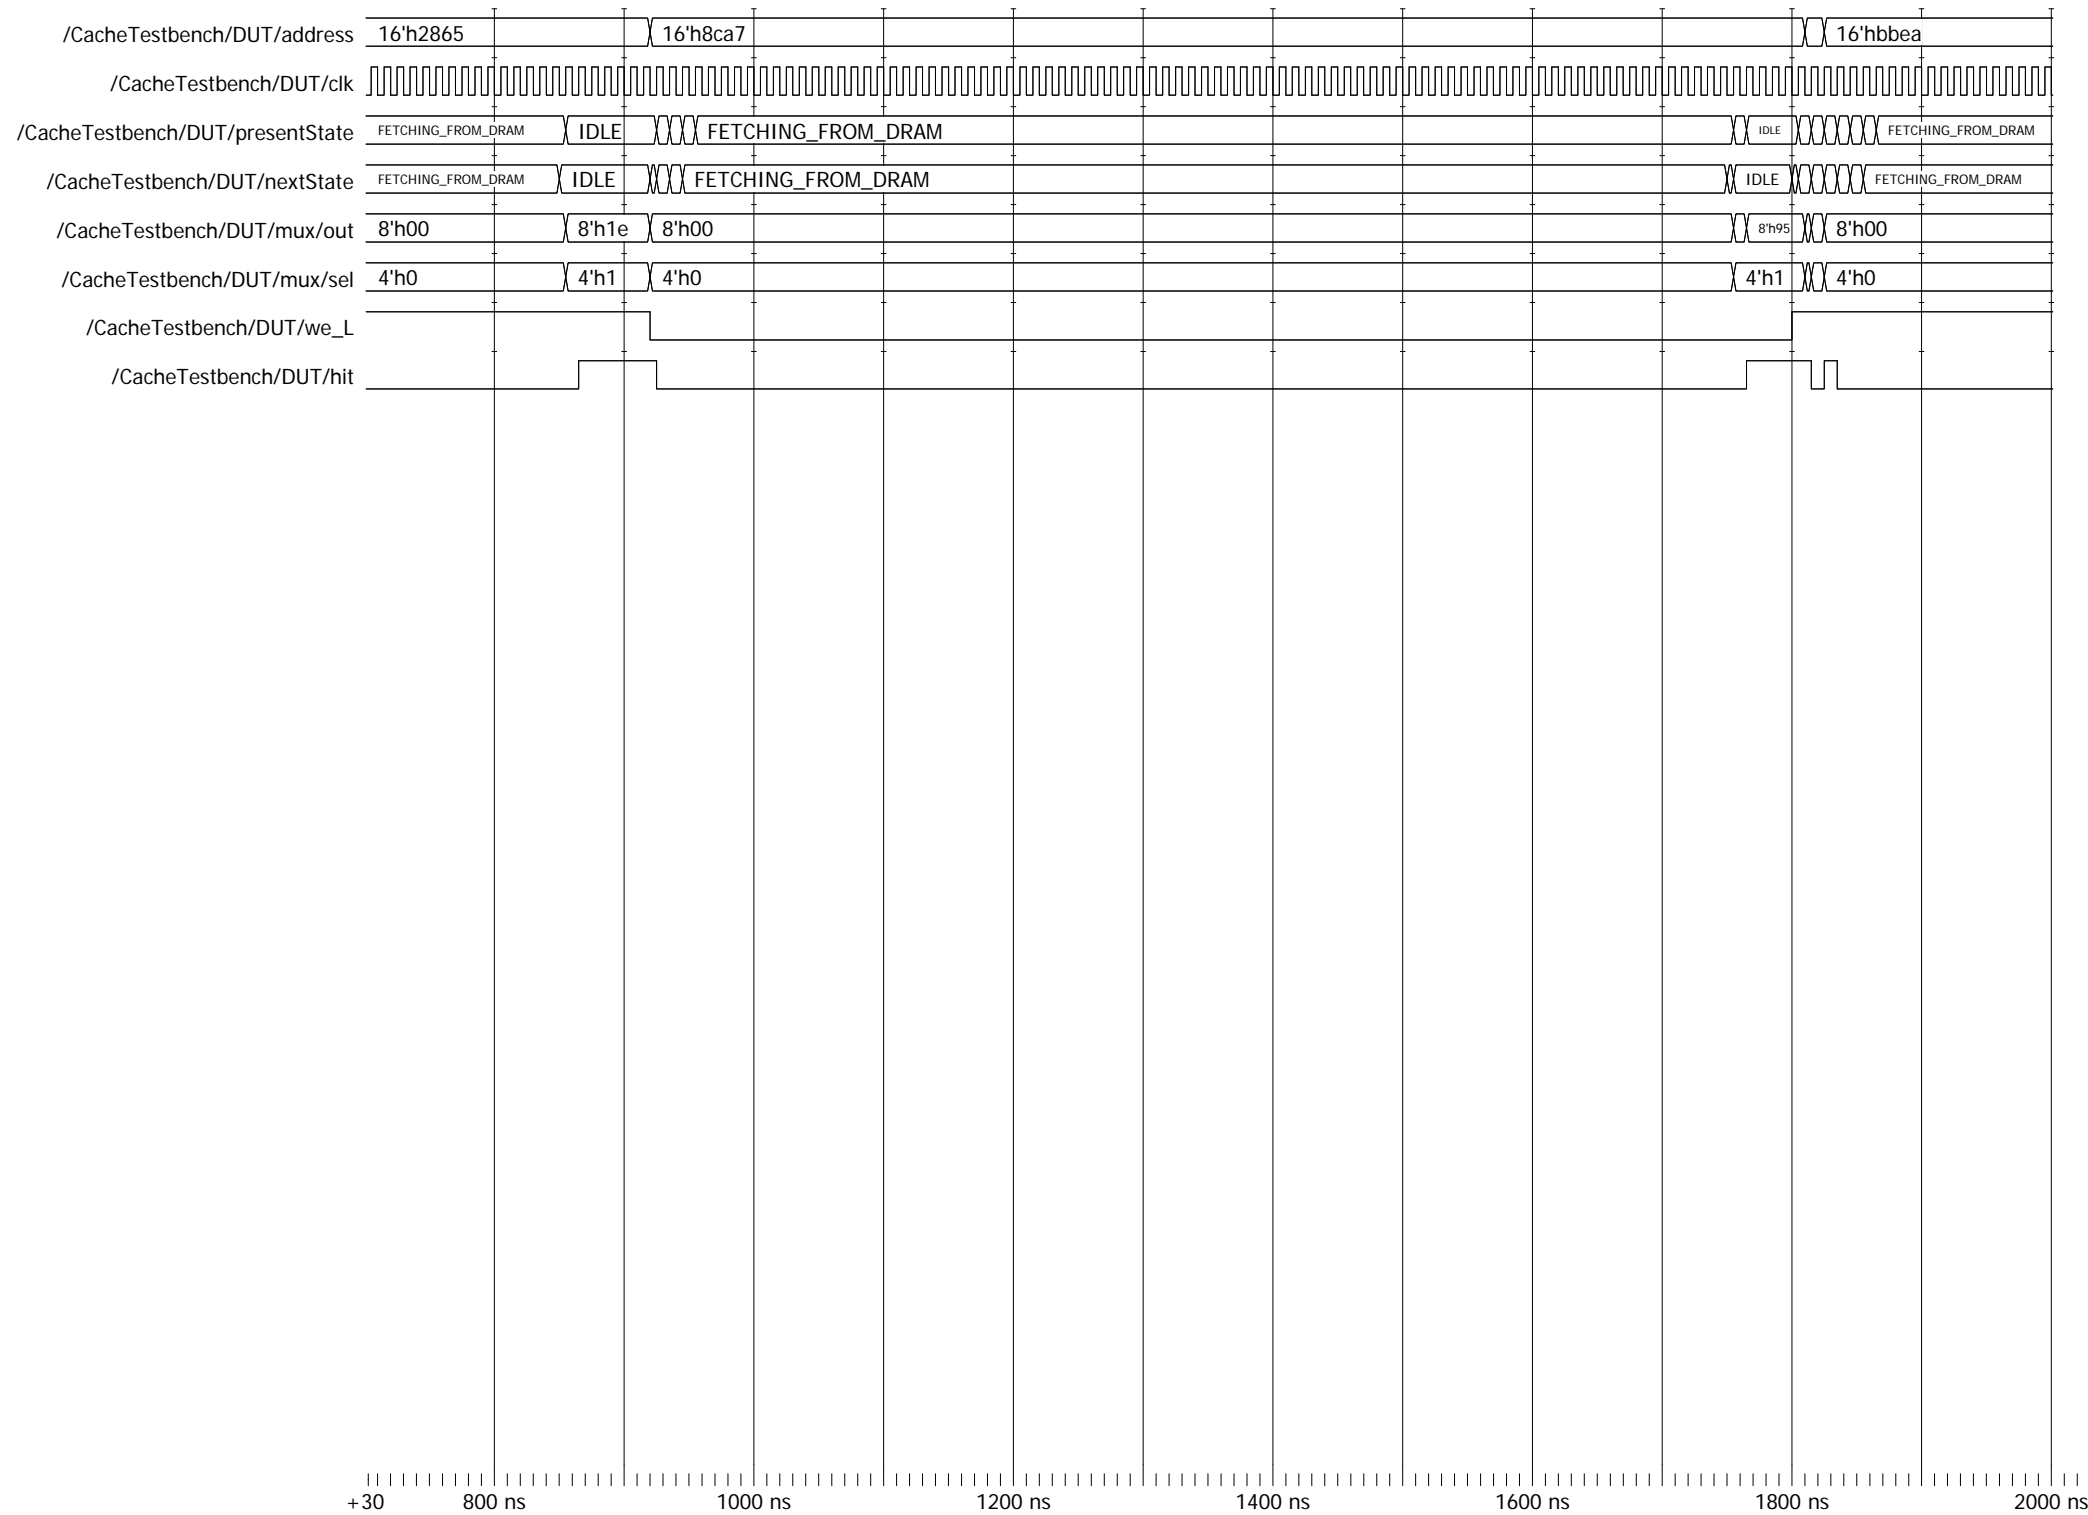 /CacheTestbench/DUT/address 16'h2865 16'h8ca7 16'hbbea
/CacheTestbench/DUT/clk
/CacheTestbench/DUT/presentState FETCHING_FROM_DRAM IDLE FETCHING_FROM_DRAM IDLE FETCHING_FROM_DRAM
/CacheTestbench/DUT/nextState FETCHING_FROM_DRAM IDLE FETCHING_FROM_DRAM IDLE FETCHING_FROM_DRAM
/CacheTestbench/DUT/mux/out 8'h00 8'h1e 8'h00 8'h95 8'h00
/CacheTestbench/DUT/mux/sel 4'h0 4'h1 4'h0 4'h1 4'h0
/CacheTestbench/DUT/we_L
/CacheTestbench/DUT/hit
+30 800 ns 1000 ns 1200 ns 1400 ns 1600 ns 1800 ns 2000 ns